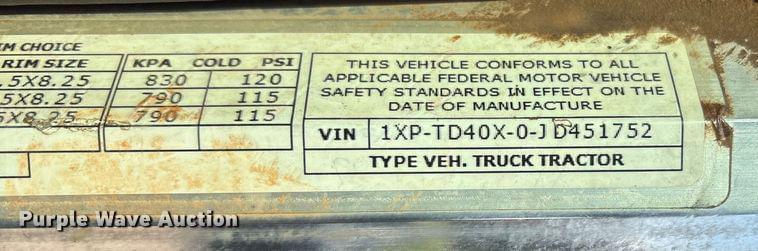 IM CHOICE
RIM SIZE KPA COLD PSI
.5X8.25 830 120
5X8.25 790 115
5X8.25 790 115
THIS VEHICLE CONFORMS TO ALL
APPLICABLE FEDERAL MOTOR VEHICLE
SAFETY STANDARDS IN EFFECT ON THE
DATE OF MANUFACTURE
VIN 1XP-TD40X-0-JD451752
TYPE VEH. TRUCK TRACTOR
Purple Wave Auction